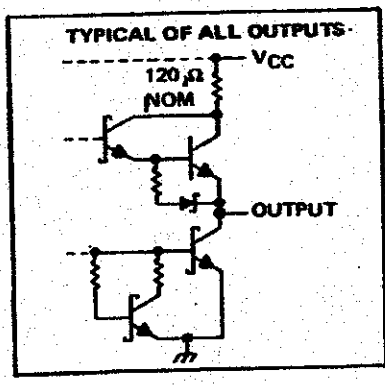 TYPICAL OF ALL OUTPUTS
VCC
120 Ω
NOM
OUTPUT